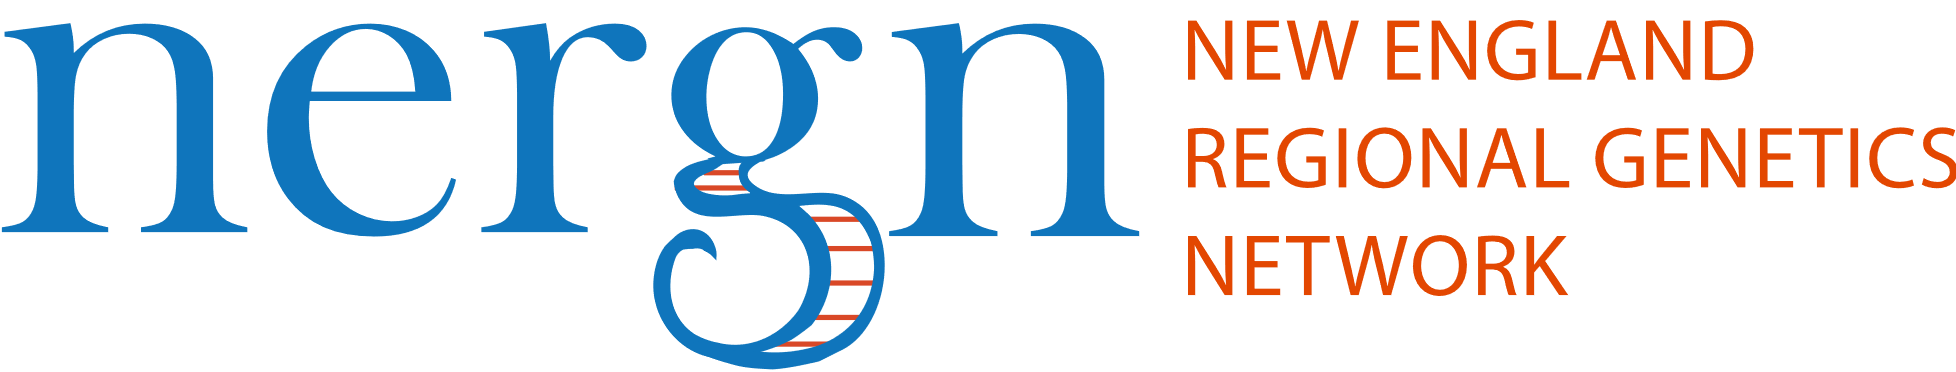 nergn
NEW ENGLAND
REGIONAL GENETICS
NETWORK